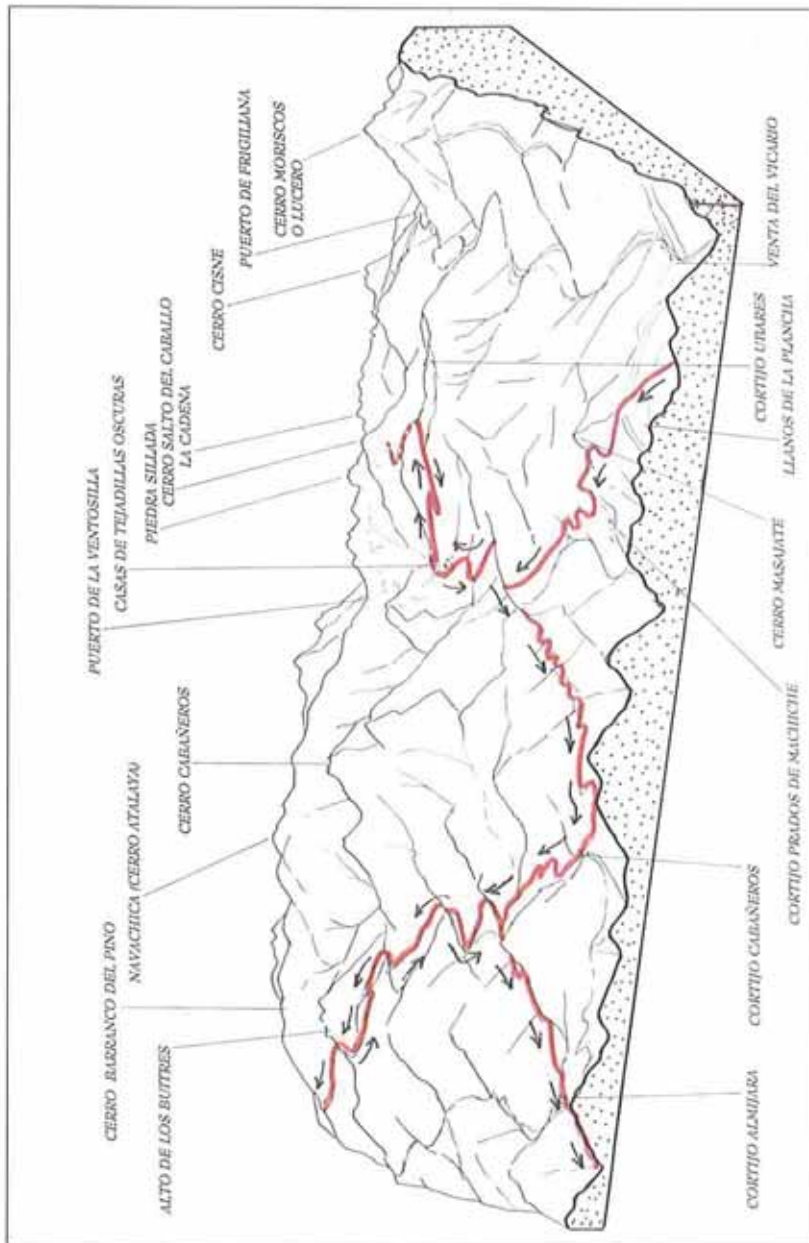 CERRO BARRANCO DEL PINO
NAVACHICA (CERRO ATALAYA)
ALTO DE LOS BUITRES
CERRO CABAÑEROS
PUERTO DE LA VENTOSILLA
CASAS DE TEJADILLAS OSCURAS
PIEDRA SILLADA
CERRO SALTO DEL CABALLO
LA CADENA
CERRO CISNE
PUERTO DE FRIGILIANA
CERRO MORISCOS
O LUCERO
CORTIJO ALMIJARA
CORTIJO CABAÑEROS
CORTIJO PRADOS DE MACHICHE
CERRO MASAJATE
LLANOS DE LA PLANCHA
CORTIJO UBARES
VENTA DEL VICARIO